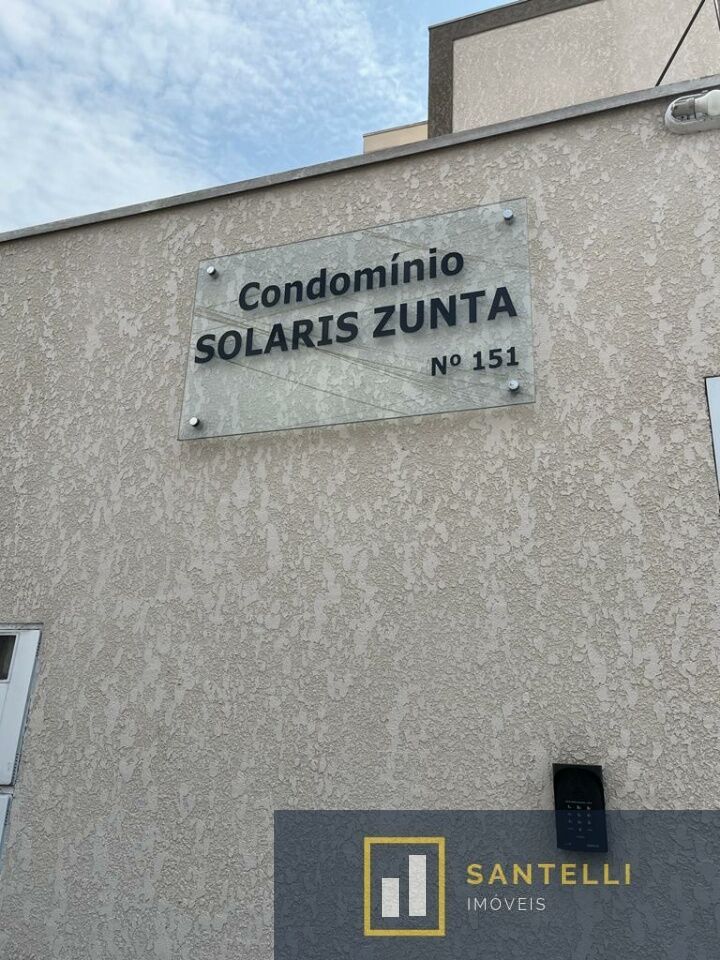 Condomínio
SOLARIS ZUNTA
Nº 151
SANTELLI
IMÓVEIS